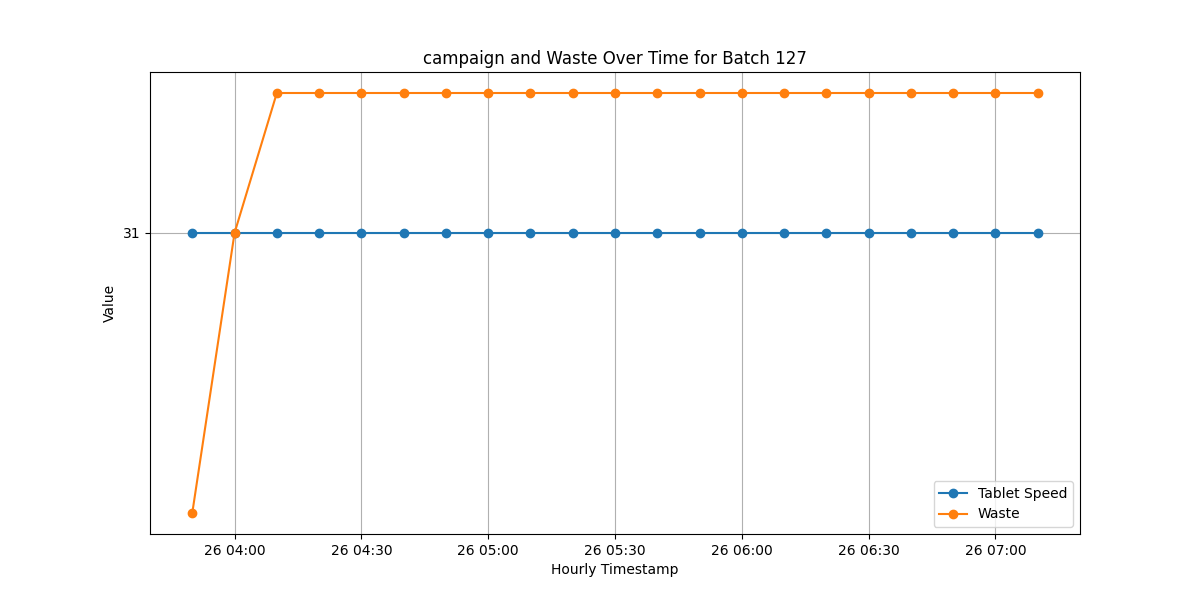 campaign and Waste Over Time for Batch 127
31
Value
Tablet Speed
Waste
26 04:00 26 04:30 26 05:00 26 05:30 26 06:00 26 06:30 26 07:00
Hourly Timestamp